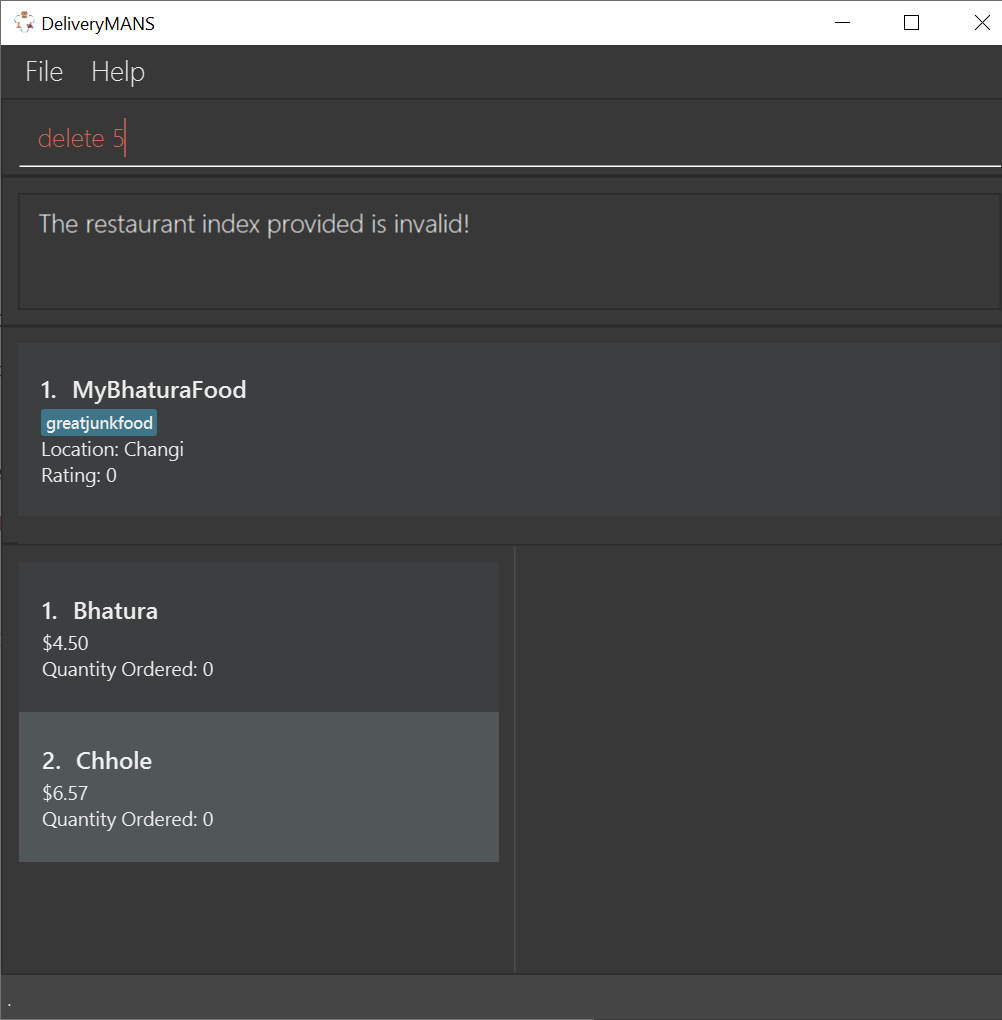 DeliveryMANS
File Help
delete 5
The restaurant index provided is invalid!
1. MyBhaturaFood
greatjunkfood
Location: Changi
Rating: 0
1. Bhatura
$4.50
Quantity Ordered: 0
2. Chhole
$6.57
Quantity Ordered: 0
.